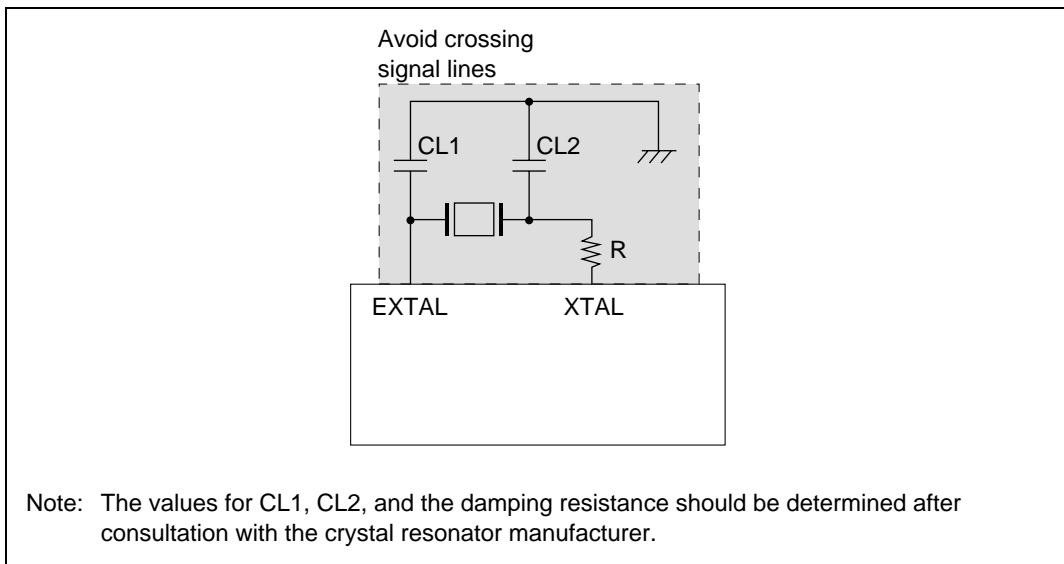 Avoid crossing
signal lines
CL1
CL2
R
EXTAL
XTAL
Note: The values for CL1, CL2, and the damping resistance should be determined after
consultation with the crystal resonator manufacturer.